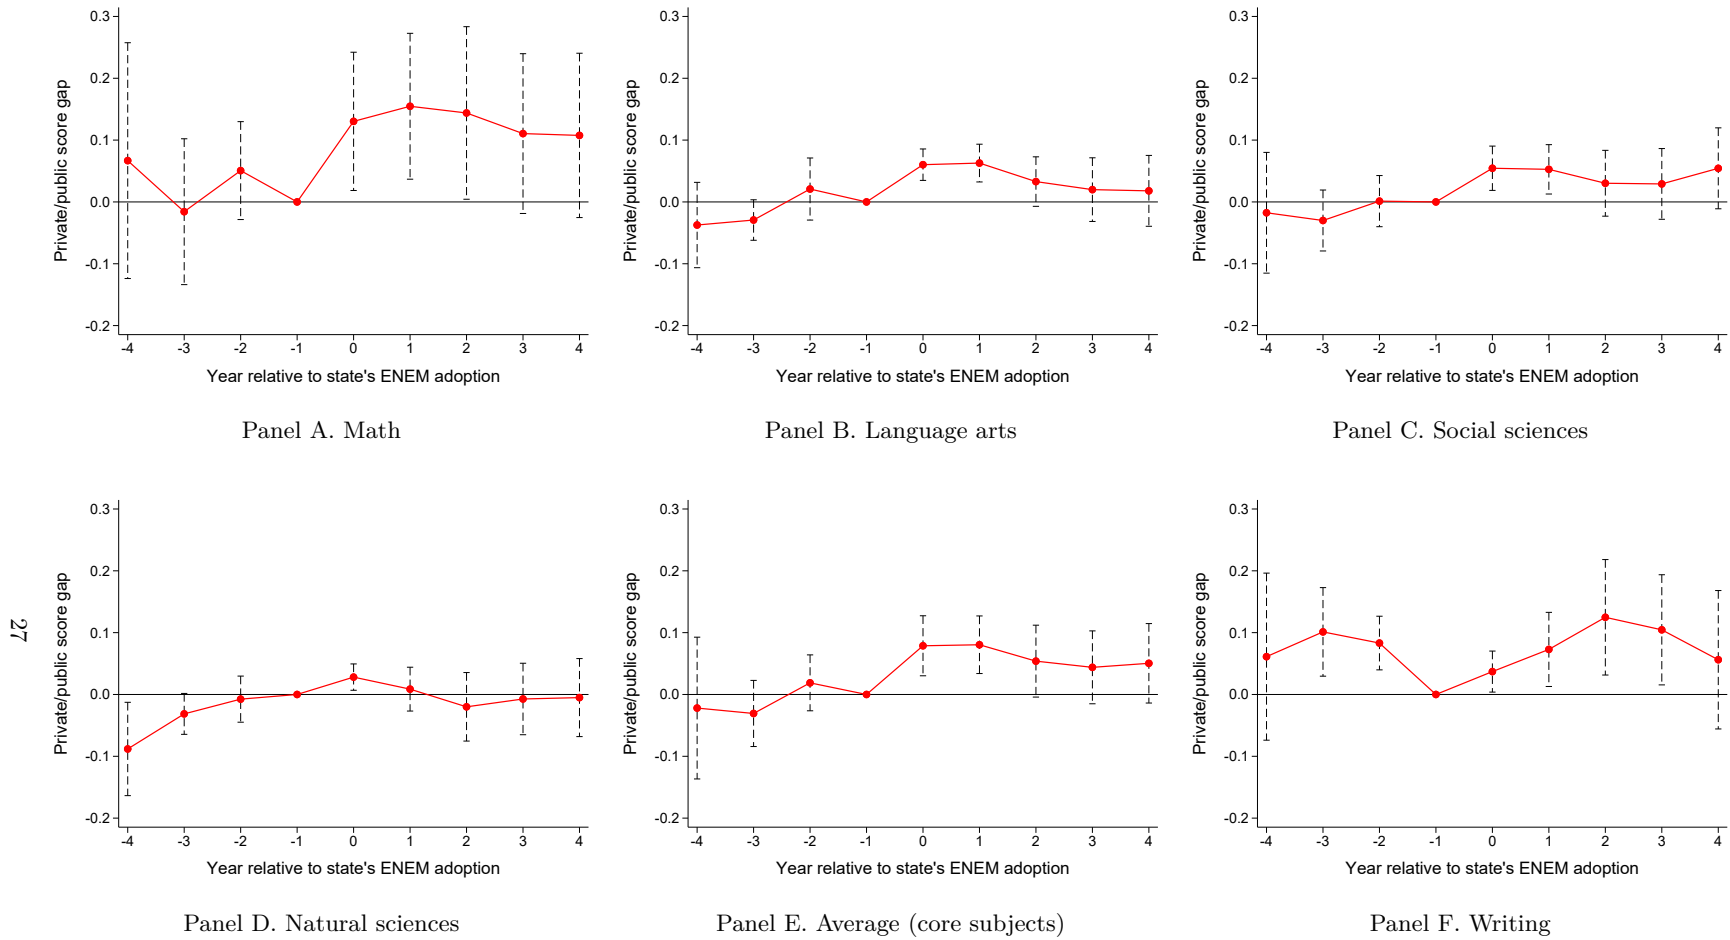 0.3
0.2
0.1
0.0
-0.1
-0.2
Private/public score gap
-4 -3 -2 -1 0 1 2 3 4
Year relative to state's ENEM adoption
Panel A. Math
0.3
0.2
0.1
0.0
-0.1
-0.2
Private/public score gap
-4 -3 -2 -1 0 1 2 3 4
Year relative to state's ENEM adoption
Panel B. Language arts
0.3
0.2
0.1
0.0
-0.1
-0.2
Private/public score gap
-4 -3 -2 -1 0 1 2 3 4
Year relative to state's ENEM adoption
Panel C. Social sciences
27
0.3
0.2
0.1
0.0
-0.1
-0.2
Private/public score gap
-4 -3 -2 -1 0 1 2 3 4
Year relative to state's ENEM adoption
Panel D. Natural sciences
0.3
0.2
0.1
0.0
-0.1
-0.2
Private/public score gap
-4 -3 -2 -1 0 1 2 3 4
Year relative to state's ENEM adoption
Panel E. Average (core subjects)
0.3
0.2
0.1
0.0
-0.1
-0.2
Private/public score gap
-4 -3 -2 -1 0 1 2 3 4
Year relative to state's ENEM adoption
Panel F. Writing